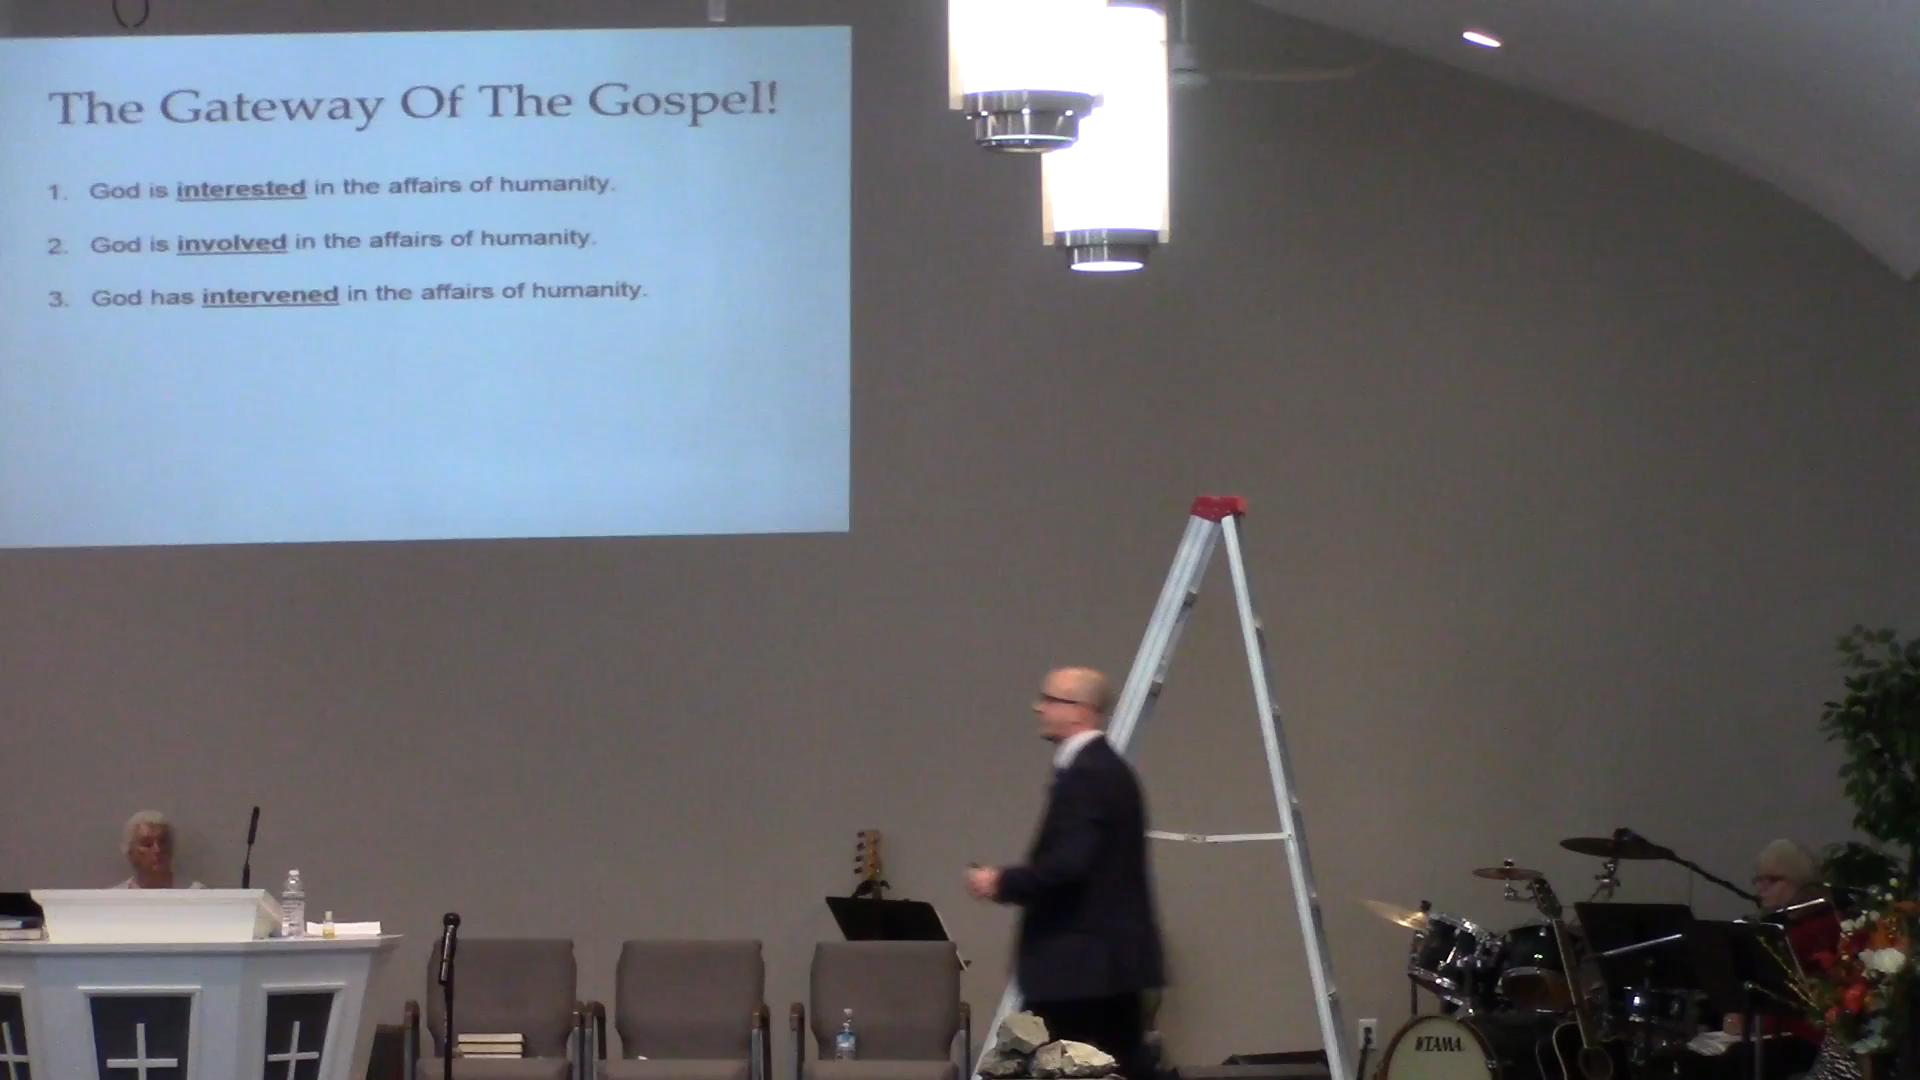 The Gateway Of The Gospel!
1. God is interested in the affairs of humanity.
2. God is involved in the affairs of humanity.
3. God has intervened in the affairs of humanity.
TAMA